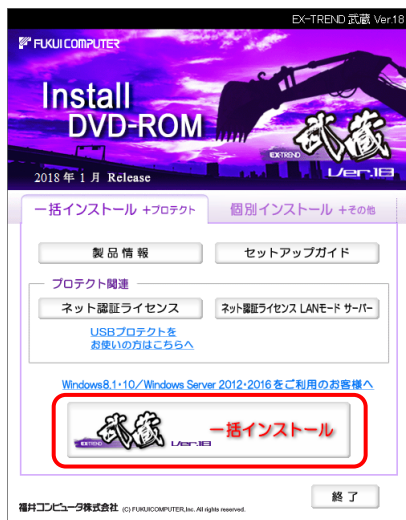 EX-TREND 武蔵 Ver.18
FUKUI COMPUTER
Install
DVD-ROM
EX-TREND 武蔵
Ver.18
2018年1月 Release
一括インストール +プロテクト
個別インストール +その他
製品情報
セットアップガイド
プロテクト関連
ネット認証ライセンス
ネット認証ライセンス LANモード サーバー
USBプロテクトを
お使いの方はこちらへ
Windows8.1・10／Windows Server 2012・2016 をご利用のお客様へ
EX-TREND 武蔵 Ver.18 一括インストール
終了
福井コンピュータ株式会社 (C) FUKUICOMPUTER,Inc. All rights reserved.